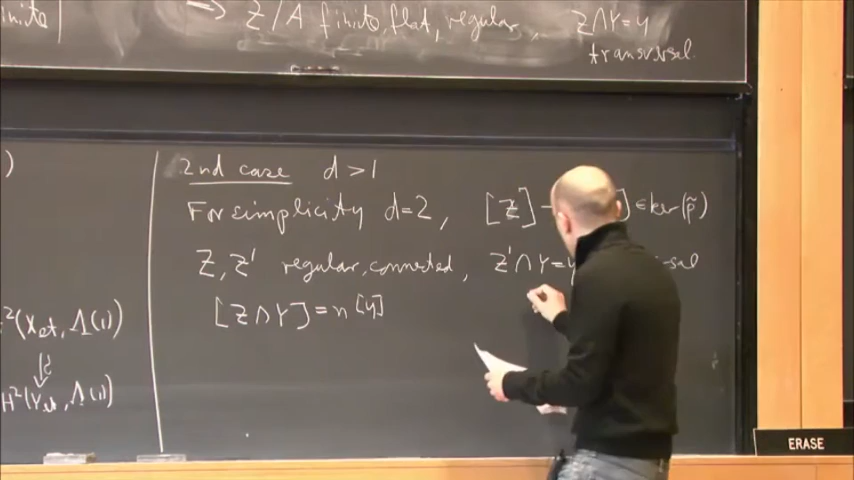 ⟹ Z/A finite, flat, regular, Z∩Y=y
transversal
2nd case d>1
For simplicity d=2, [Z]- ] ∈ ker(p̃)
Z, Z' regular, connected, Z'∩Y=y
[Z∩Y]=n[y]
²(X_et, Λ(1))
H²(Y_et, Λ(1))
ERASE